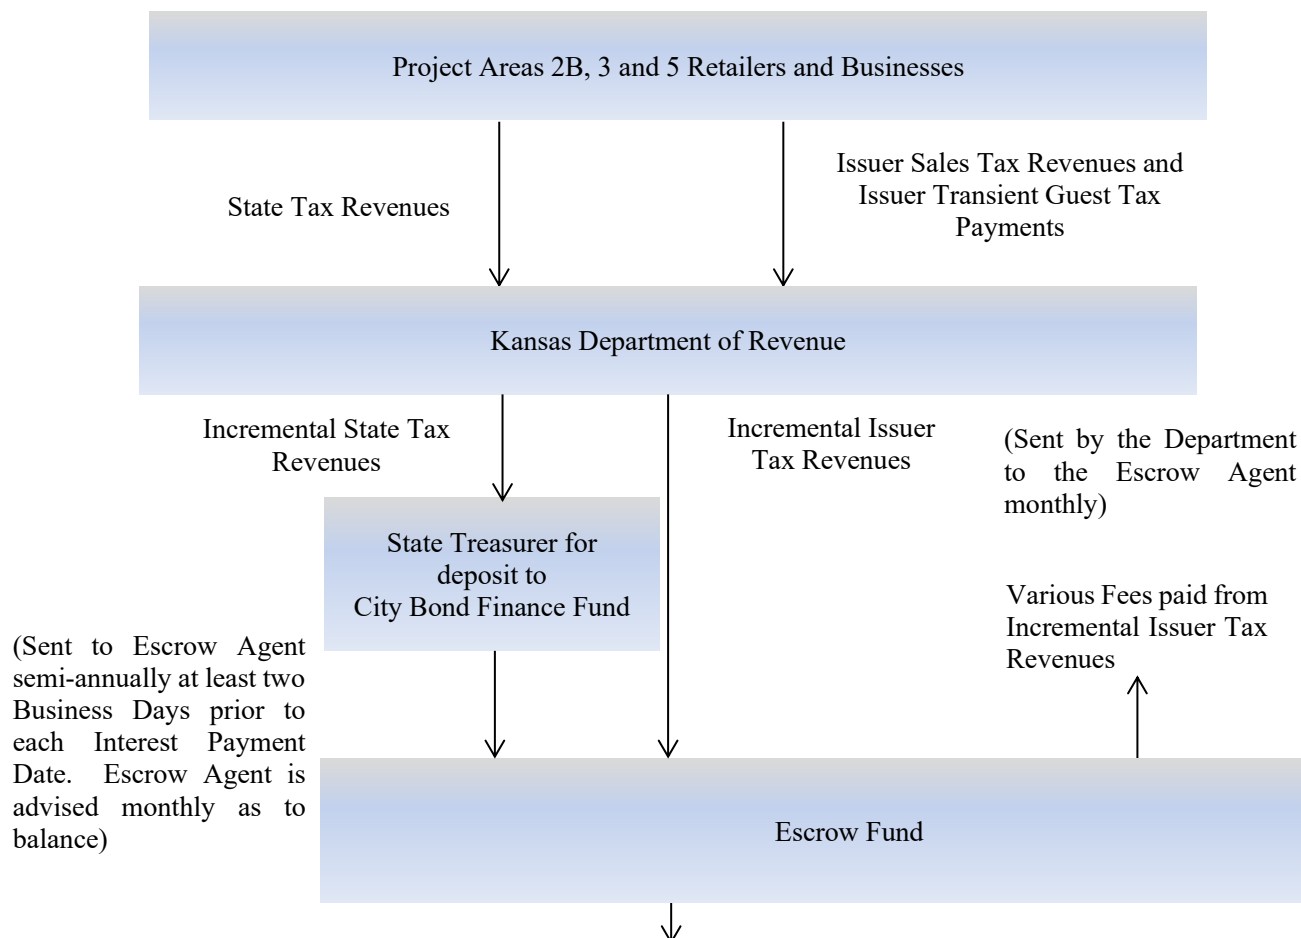 Project Areas 2B, 3 and 5 Retailers and Businesses
State Tax Revenues
Issuer Sales Tax Revenues and
Issuer Transient Guest Tax
Payments
Kansas Department of Revenue
Incremental State Tax
Revenues
Incremental Issuer
Tax Revenues
(Sent by the Department
to the Escrow Agent
monthly)
State Treasurer for
deposit to
City Bond Finance Fund
Various Fees paid from
Incremental Issuer Tax
Revenues
(Sent to Escrow Agent
semi-annually at least two
Business Days prior to
each Interest Payment
Date. Escrow Agent is
advised monthly as to
balance)
Escrow Fund